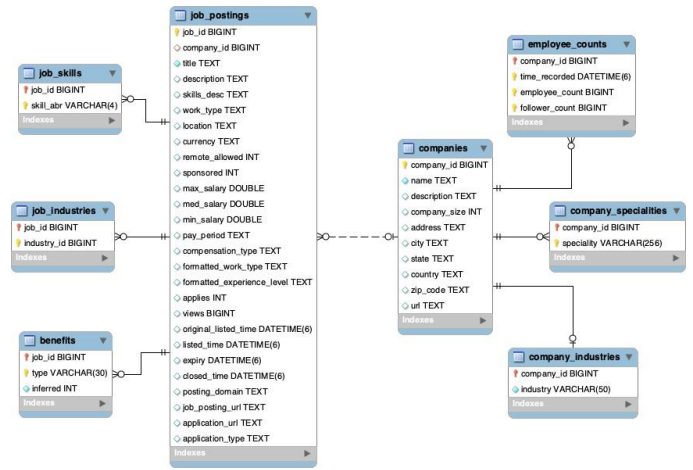 job_postings
job_id BIGINT
company_id BIGINT
title TEXT
description TEXT
skills_desc TEXT
work_type TEXT
location TEXT
currency TEXT
remote_allowed INT
sponsored INT
max_salary DOUBLE
med_salary DOUBLE
min_salary DOUBLE
pay_period TEXT
compensation_type TEXT
formatted_work_type TEXT
formatted_experience_level TEXT
applies INT
views BIGINT
original_listed_time DATETIME(6)
listed_time DATETIME(6)
expiry DATETIME(6)
closed_time DATETIME(6)
posting_domain TEXT
job_posting_url TEXT
application_url TEXT
application_type TEXT
Indexes
job_skills
job_id BIGINT
skill_abr VARCHAR(4)
Indexes
job_industries
job_id BIGINT
industry_id BIGINT
Indexes
benefits
job_id BIGINT
type VARCHAR(30)
inferred INT
Indexes
companies
company_id BIGINT
name TEXT
description TEXT
company_size INT
address TEXT
city TEXT
state TEXT
country TEXT
zip_code TEXT
url TEXT
Indexes
employee_counts
company_id BIGINT
time_recorded DATETIME(6)
employee_count BIGINT
follower_count BIGINT
Indexes
company_specialities
company_id BIGINT
speciality VARCHAR(256)
Indexes
company_industries
company_id BIGINT
industry VARCHAR(50)
Indexes